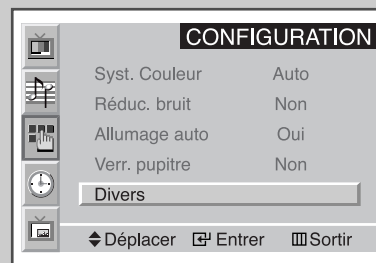 CONFIGURATION
Syst. Couleur Auto
Réduc. bruit Non
Allumage auto Oui
Verr. pupitre Non
Divers
Déplacer Entrer Sortir